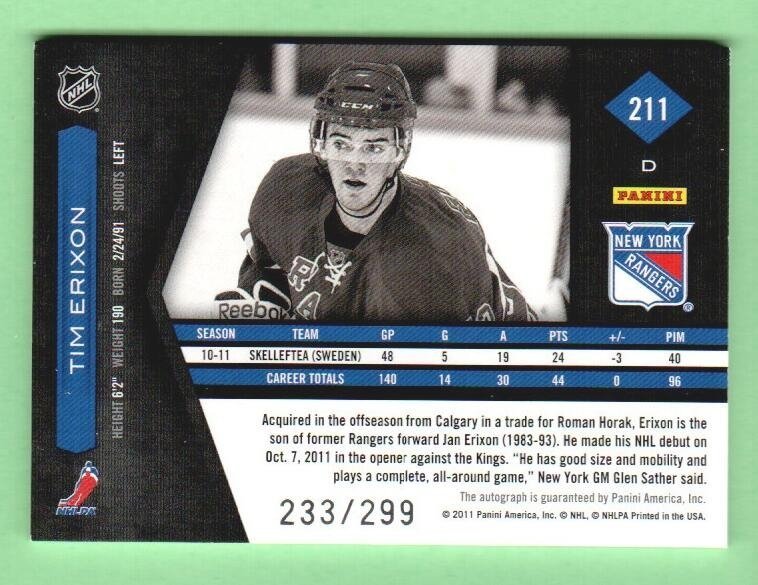 NHL
TIM ERIXON
HEIGHT 6'2" WEIGHT 190 BORN 2/24/91 SHOOTS LEFT
NHLPA
CCM
RA
Reebok
211
D
PANINI
NEW YORK
RANGERS
SEASON TEAM GP G A PTS +/- PIM
10-11 SKELLEFTEA (SWEDEN) 48 5 19 24 -3 40
CAREER TOTALS 140 14 30 44 0 96
Acquired in the offseason from Calgary in a trade for Roman Horak, Erixon is the
son of former Rangers forward Jan Erixon (1983-93). He made his NHL debut on
Oct. 7, 2011 in the opener against the Kings. "He has good size and mobility and
plays a complete, all-around game," New York GM Glen Sather said.
The autograph is guaranteed by Panini America, Inc.
233/299
© 2011 Panini America, Inc. © NHL, © NHLPA Printed in the USA.